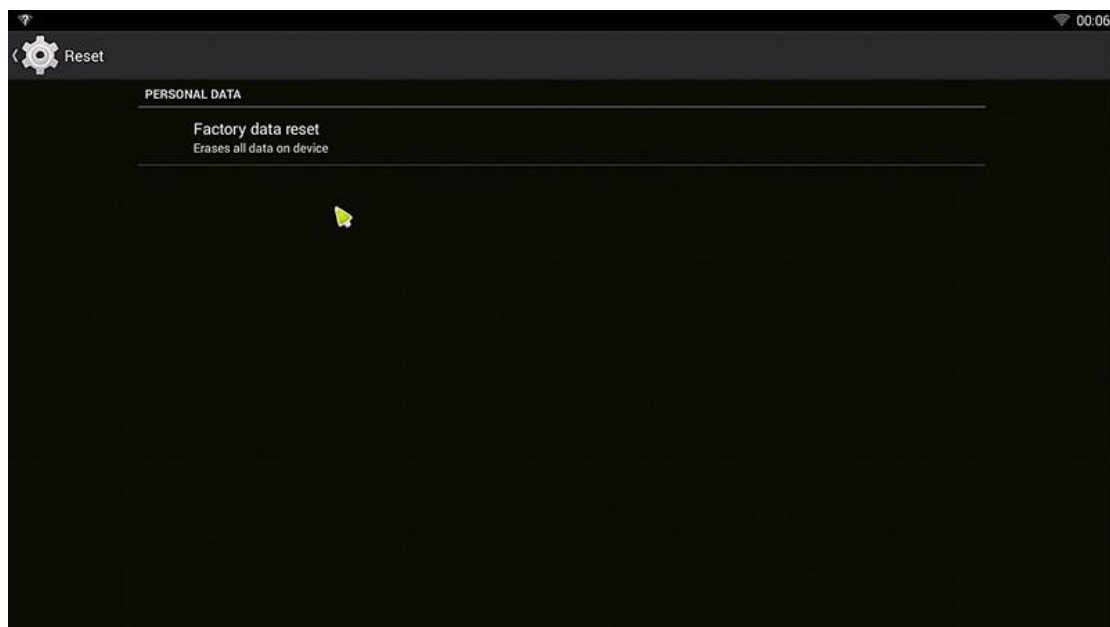 00:06
Reset
PERSONAL DATA
Factory data reset
Erases all data on device